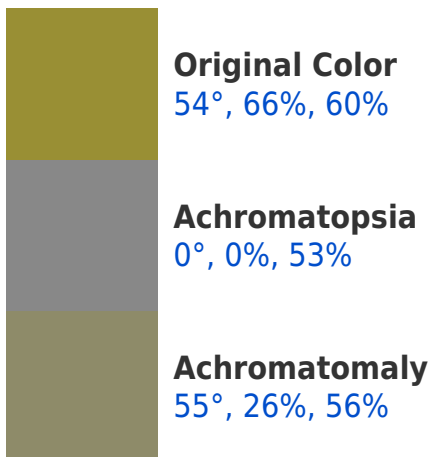 Original Color
54°, 66%, 60%
Achromatopsia
0°, 0%, 53%
Achromatomaly
55°, 26%, 56%